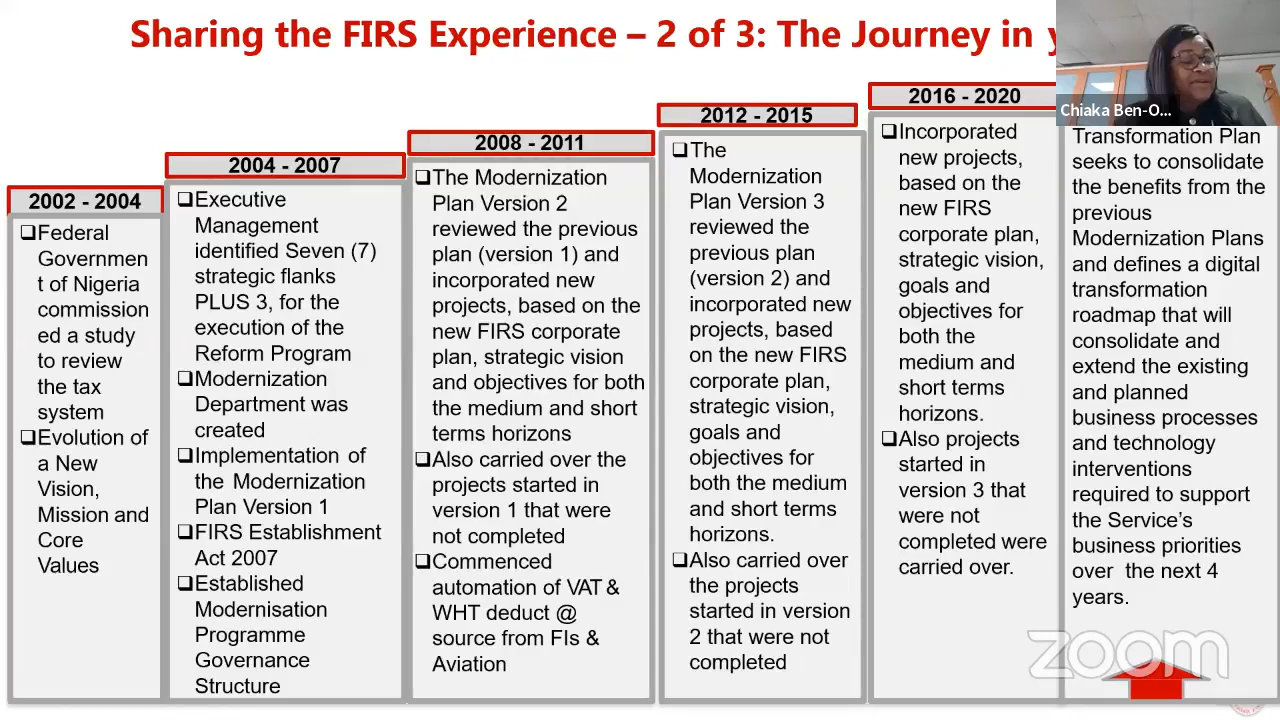 Sharing the FIRS Experience – 2 of 3: The Journey in
Chiaka Ben-O...
2002 - 2004
Federal
Governmen
t of Nigeria
commission
ed a study
to review
the tax
system
Evolution of
a New
Vision,
Mission and
Core
Values
2004 - 2007
Executive
Management
identified Seven (7)
strategic flanks
PLUS 3, for the
execution of the
Reform Program
Modernization
Department was
created
Implementation of
the Modernization
Plan Version 1
FIRS Establishment
Act 2007
Established
Modernisation
Programme
Governance
Structure
2008 - 2011
The Modernization
Plan Version 2
reviewed the previous
plan (version 1) and
incorporated new
projects, based on the
new FIRS corporate
plan, strategic vision
and objectives for both
the medium and short
terms horizons
Also carried over the
projects started in
version 1 that were
not completed
Commenced
automation of VAT &
WHT deduct @
source from FIs &
Aviation
2012 - 2015
The
Modernization
Plan Version 3
reviewed the
previous plan
(version 2) and
incorporated new
projects, based
on the new FIRS
corporate plan,
strategic vision,
goals and
objectives for
both the medium
and short terms
horizons.
Also carried over
the projects
started in version
2 that were not
completed
2016 - 2020
Incorporated
new projects,
based on the
new FIRS
corporate plan,
strategic vision,
goals and
objectives for
both the
medium and
short terms
horizons.
Also projects
started in
version 3 that
were not
completed were
carried over.
Transformation Plan
seeks to consolidate
the benefits from the
previous
Modernization Plans
and defines a digital
transformation
roadmap that will
consolidate and
extend the existing
and planned
business processes
and technology
interventions
required to support
the Service's
business priorities
over the next 4
years.
zoom